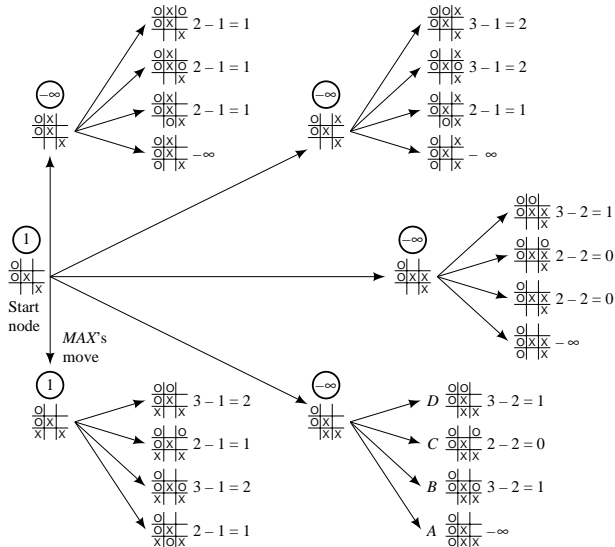 O X O
O X 2 – 1 = 1
X
O X
O X O 2 – 1 = 1
X
O X
O X 2 – 1 = 1
O X
O X
O X –∞
O X
–∞
O X
O X
X
O O X
O X 3 – 1 = 2
X
O X
O X O 3 – 1 = 2
X
O X
O X 2 – 1 = 1
O X
O X
O X – ∞
O X
–∞
O X
O X
X
1
O
O X
X
Start
node
MAX's
move
–∞
O
O X X
X
O O
O X X 3 – 2 = 1
X
O O
O X X 2 – 2 = 0
X
O
O X X 2 – 2 = 0
O X
O
O X X –∞
O X
1
O
O X
X X
O O
O X 3 – 1 = 2
X X
O O
O X 2 – 1 = 1
X X
O
O X O 3 – 1 = 2
X X
O
O X 2 – 1 = 1
X O X
–∞
O
O X
X X
O O
D O X 3 – 2 = 1
X X
O O
C O X 2 – 2 = 0
X X
O
B O X O 3 – 2 = 1
X X
O
A O X –∞
O X X